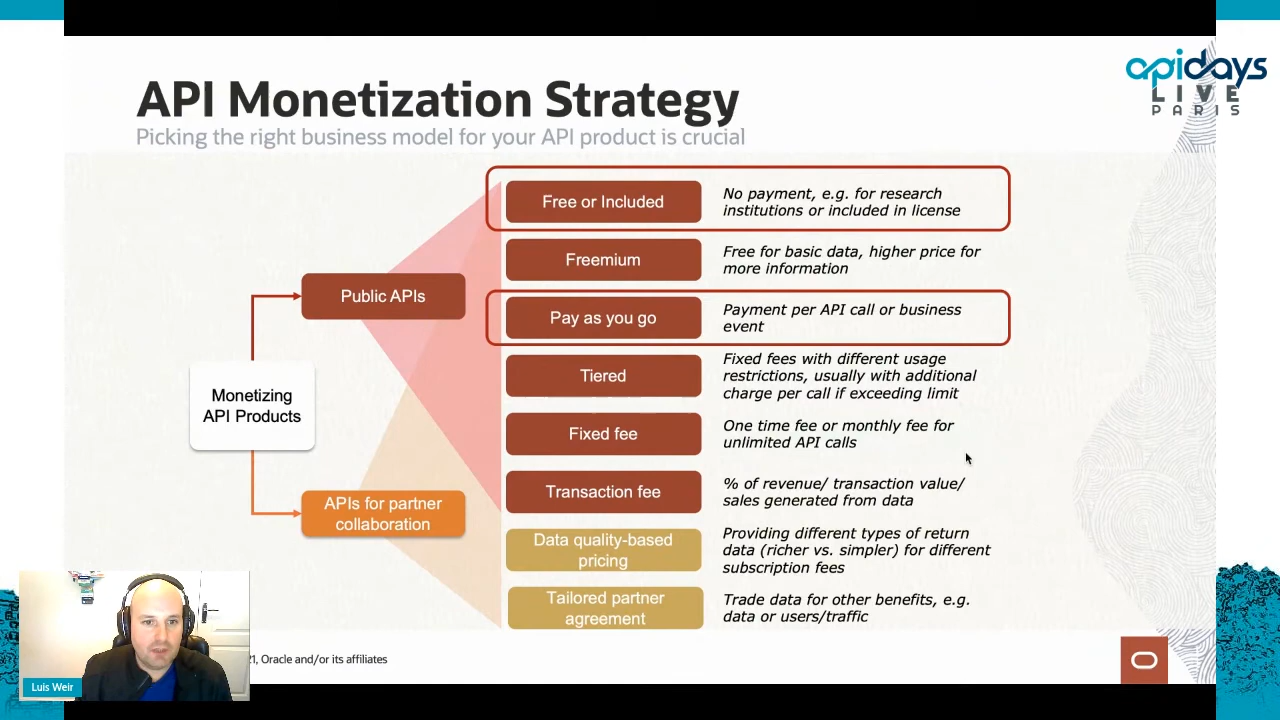 API Monetization Strategy
Picking the right business model for your API product is crucial
apidays
LIVE
PARIS
Monetizing
API Products
Public APIs
APIs for partner
collaboration
Free or Included
No payment, e.g. for research
institutions or included in license
Freemium
Free for basic data, higher price for
more information
Pay as you go
Payment per API call or business
event
Tiered
Fixed fees with different usage
restrictions, usually with additional
charge per call if exceeding limit
Fixed fee
One time fee or monthly fee for
unlimited API calls
Transaction fee
% of revenue/ transaction value/
sales generated from data
Data quality-based
pricing
Providing different types of return
data (richer vs. simpler) for different
subscription fees
Tailored partner
agreement
Trade data for other benefits, e.g.
data or users/traffic
21, Oracle and/or its affiliates
Luis Weir